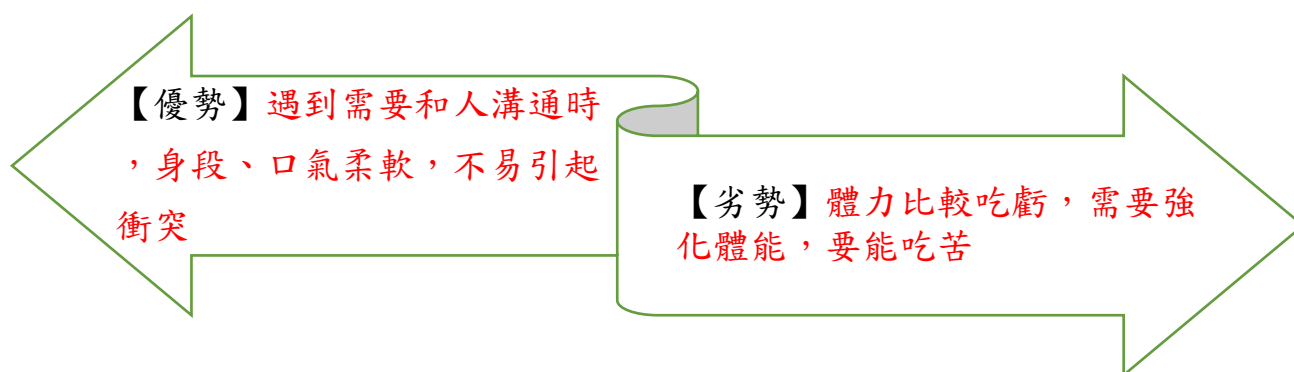 【優勢】遇到需要和人溝通時
，身段、口氣柔軟，不易引起
衝突
【劣勢】體力比較吃虧，需要強
化體能，要能吃苦